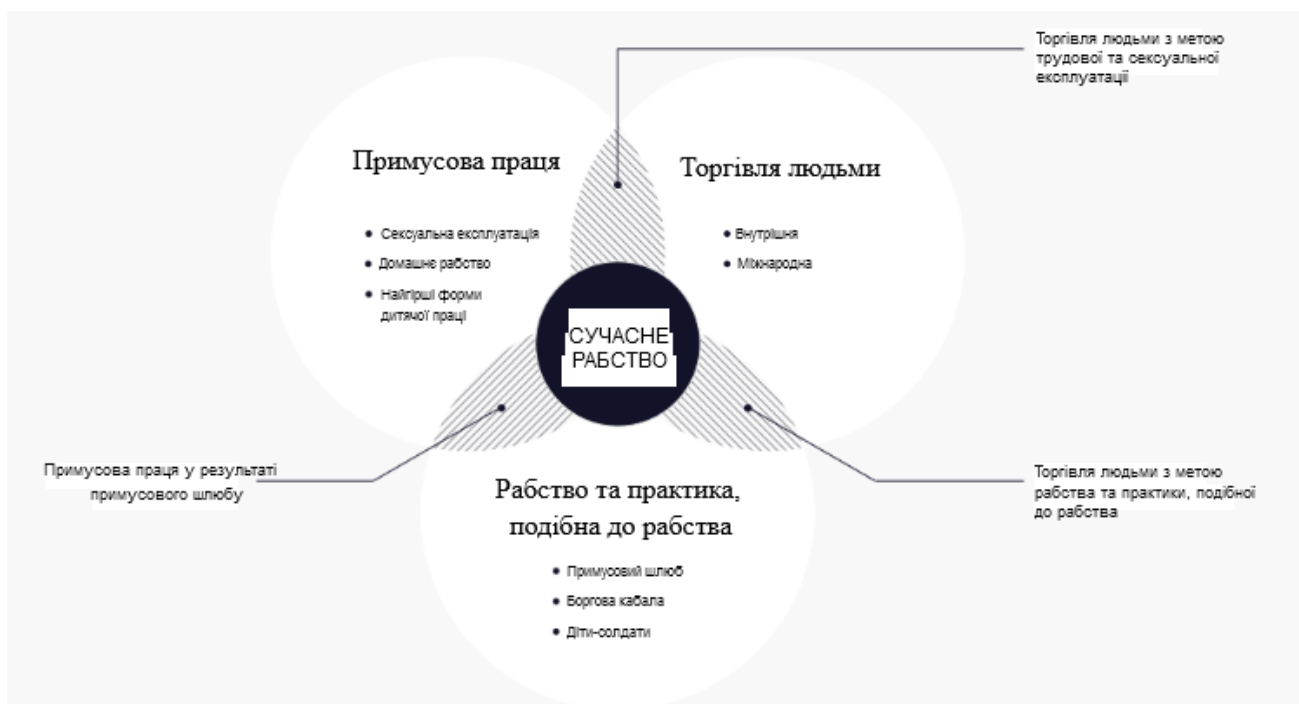 Торгівля людьми з метою
трудової та сексуальної
експлуатації
Примусова праця
Сексуальна експлуатація
Домашнє рабство
Найгірші форми
дитячої праці
Торгівля людьми
Внутрішня
Міжнародна
СУЧАСНЕ
РАБСТВО
Примусова праця у результаті
примусового шлюбу
Торгівля людьми з метою
рабства та практики, подібної
до рабства
Рабство та практика,
подібна до рабства
Примусовий шлюб
Боргова кабала
Діти-солдати